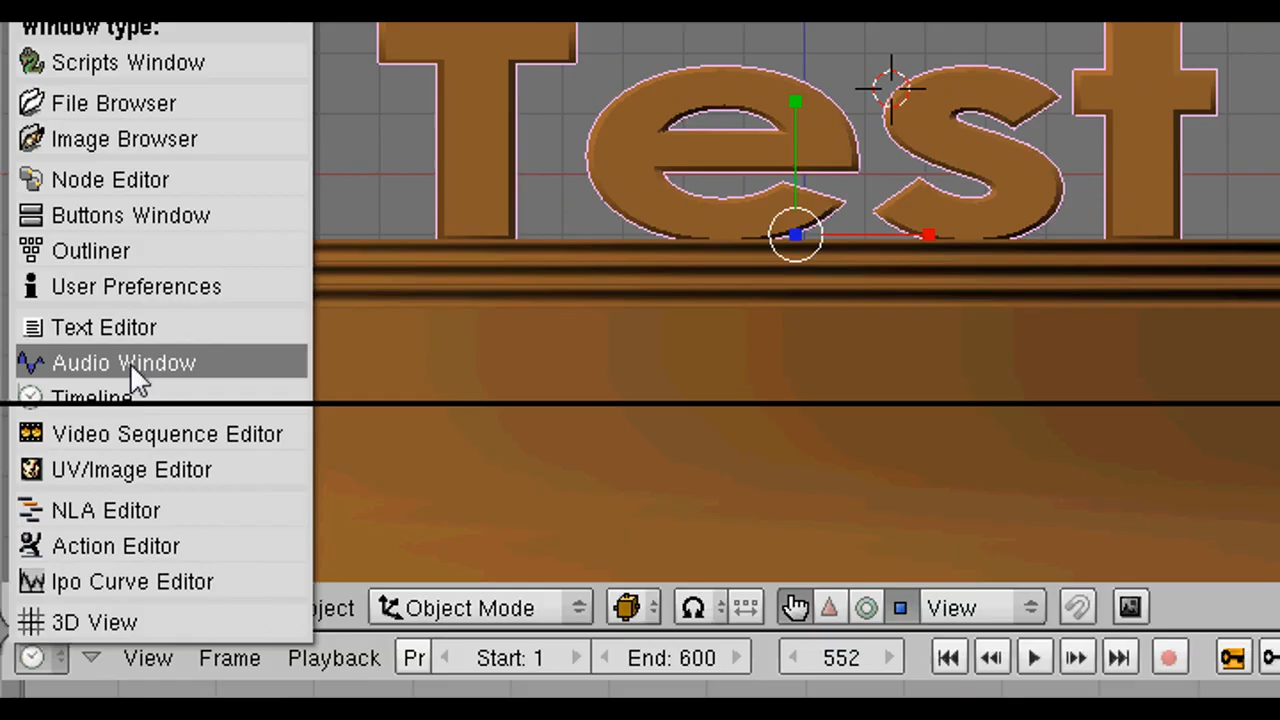 Window type:
Scripts Window
File Browser
Image Browser
Node Editor
Buttons Window
Outliner
User Preferences
Text Editor
Audio Window
Timeline
Video Sequence Editor
UV/Image Editor
NLA Editor
Action Editor
Ipo Curve Editor
3D View
Test
bject Object Mode View
View Frame Playback Pr Start: 1 End: 600 552